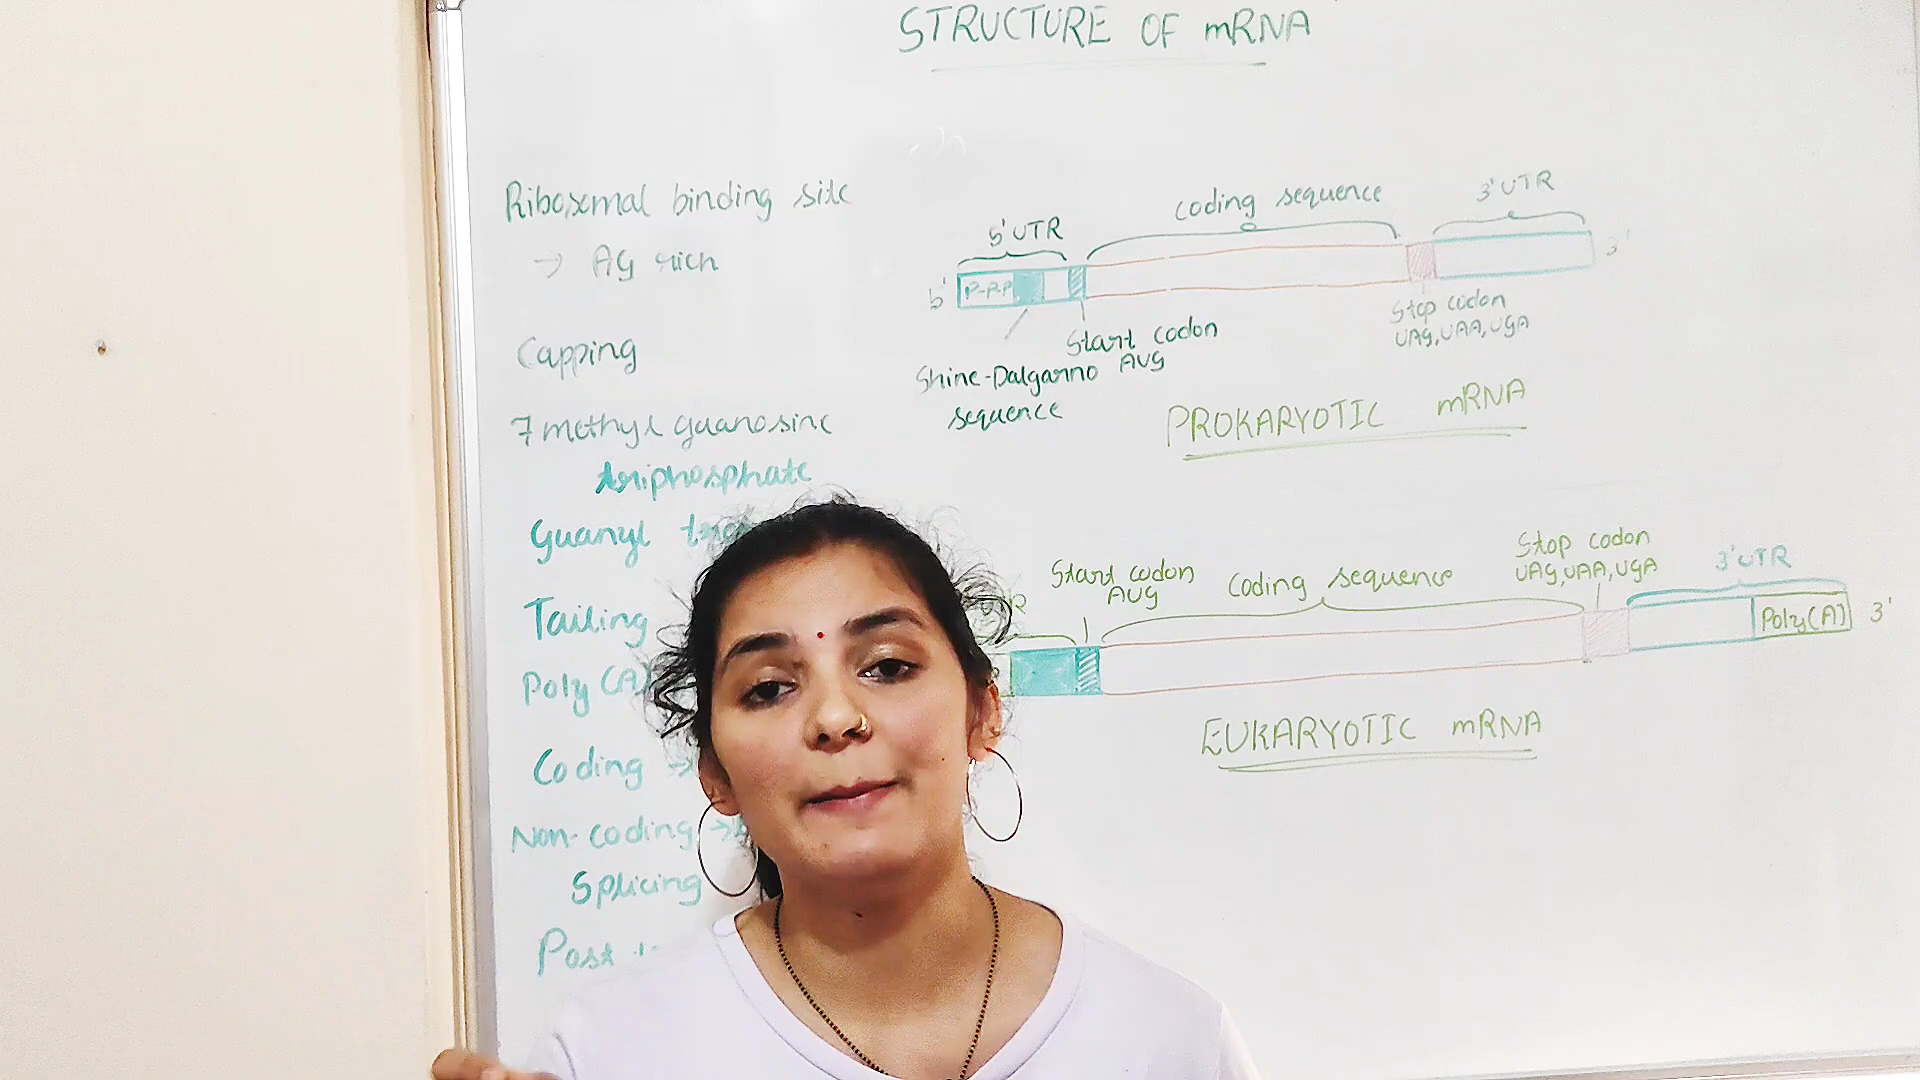 STRUCTURE OF mRNA
Ribosomal binding site
→ AG rich
Capping
7 methyl guanosine
triphosphate
Guanyl
Tailing
Poly (A)
Coding →
Non-coding →
Splicing
Post
5' UTR
coding sequence
3' UTR
5'
P-P-P
3'
Start codon
AUG
Stop codon
UAG, UAA, UGA
Shine-Dalgarno
sequence
PROKARYOTIC mRNA
Start codon
AUG
Coding sequence
Stop codon
UAG, UAA, UGA
3' UTR
Poly(A)
3'
EUKARYOTIC mRNA